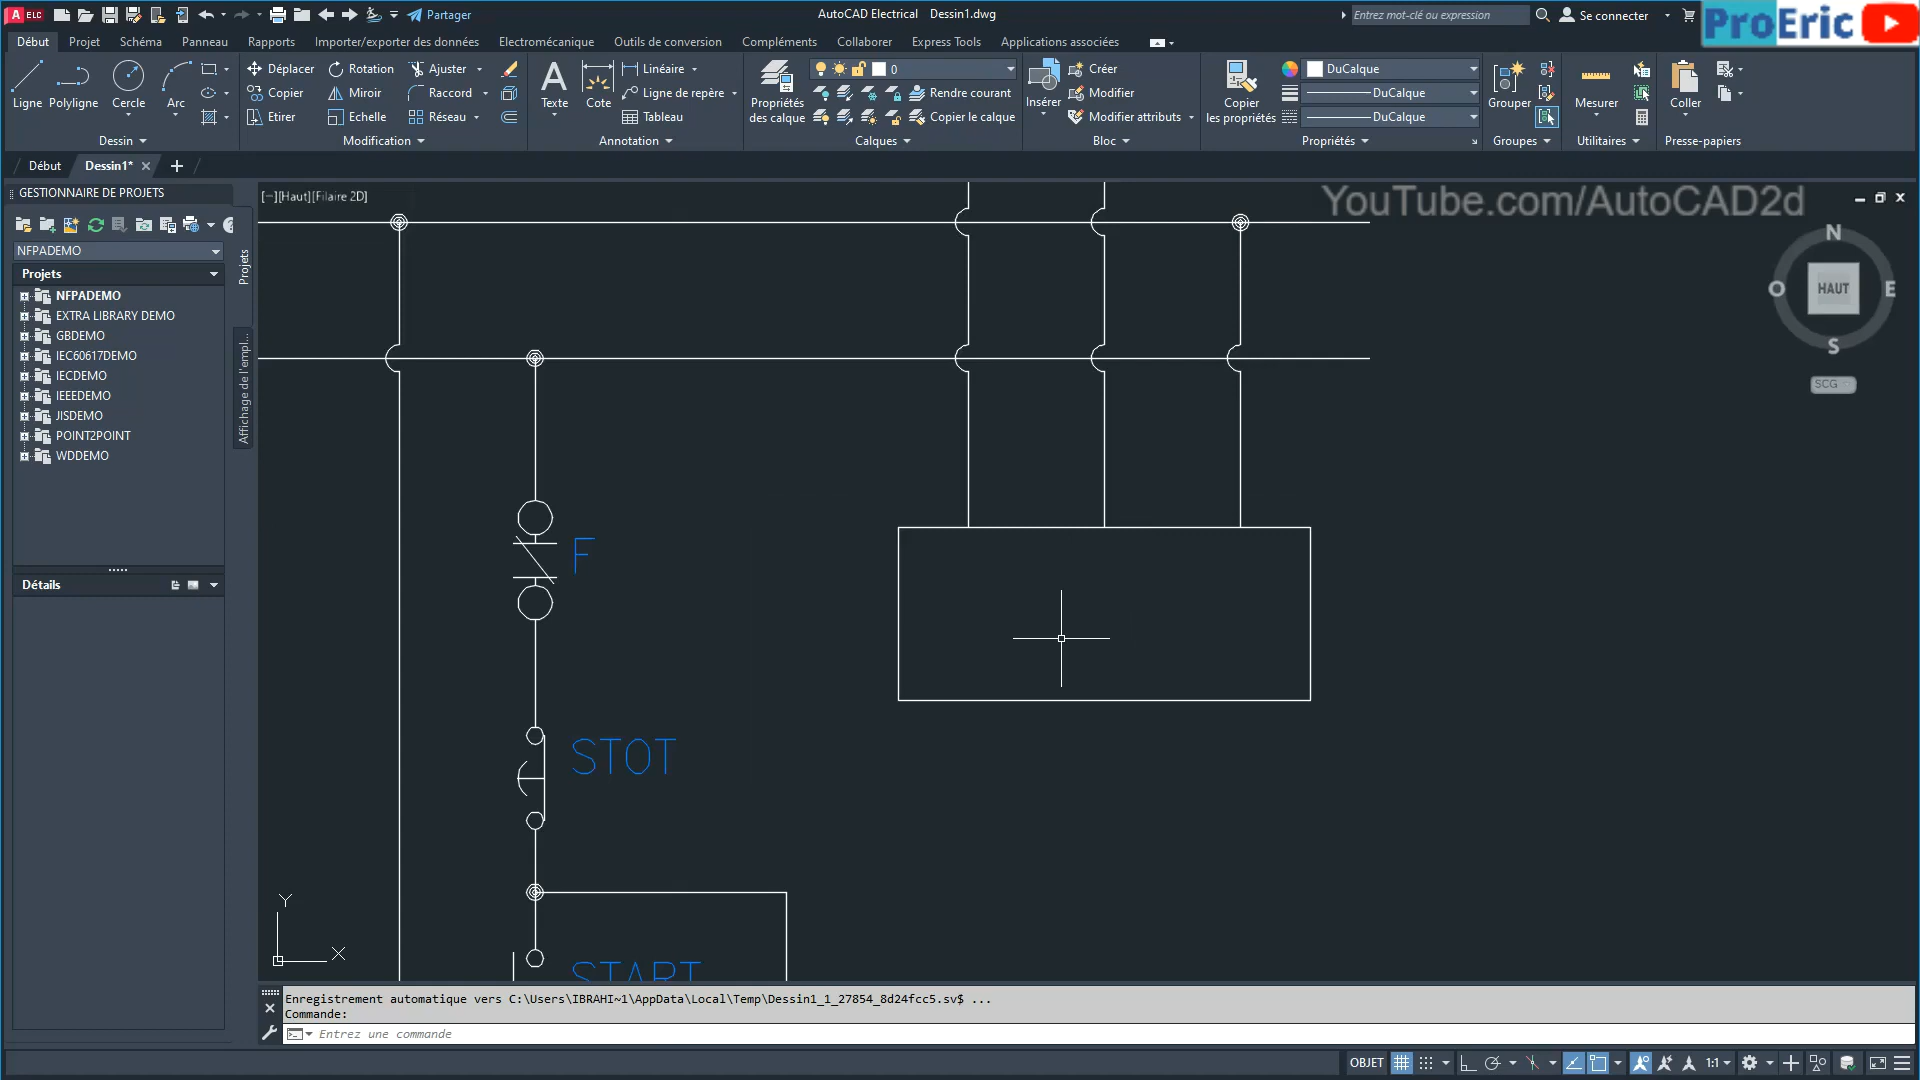 A ELC Partager AutoCAD Electrical Dessin1.dwg Entrez mot-clé ou expression Se connecter ProEric
Début Projet Schéma Panneau Rapports Importer/exporter des données Electromécanique Outils de conversion Compléments Collaborer Express Tools Applications associées
Ligne Polyligne Cercle Arc
Déplacer Rotation Ajuster
Copier Miroir Raccord
Etirer Echelle Réseau
Texte Cote
Linéaire
Ligne de repère
Tableau
Propriétés
des calque
0
Rendre courant
Copier le calque
Insérer
Créer
Modifier
Modifier attributs
Copier
les propriétés
DuCalque
DuCalque
DuCalque
Grouper Mesurer Coller
Dessin Modification Annotation Calques Bloc Propriétés Groupes Utilitaires Presse-papiers
Début Dessin1* +
GESTIONNAIRE DE PROJETS
NFPADEMO
Projets
NFPADEMO
EXTRA LIBRARY DEMO
GBDEMO
IEC60617DEMO
IECDEMO
IEEEDEMO
JISDEMO
POINT2POINT
WDDEMO
Détails
Projets
Affichage de l'empl...
[−][Haut][Filaire 2D]
YouTube.com/AutoCAD2d
N
O HAUT E
S
SCG
F
STOT
START
Y
X
Enregistrement automatique vers C:\Users\IBRAHI~1\AppData\Local\Temp\Dessin1_1_27854_8d24fcc5.sv$ ...
Commande:
Entrez une commande
OBJET 1:1